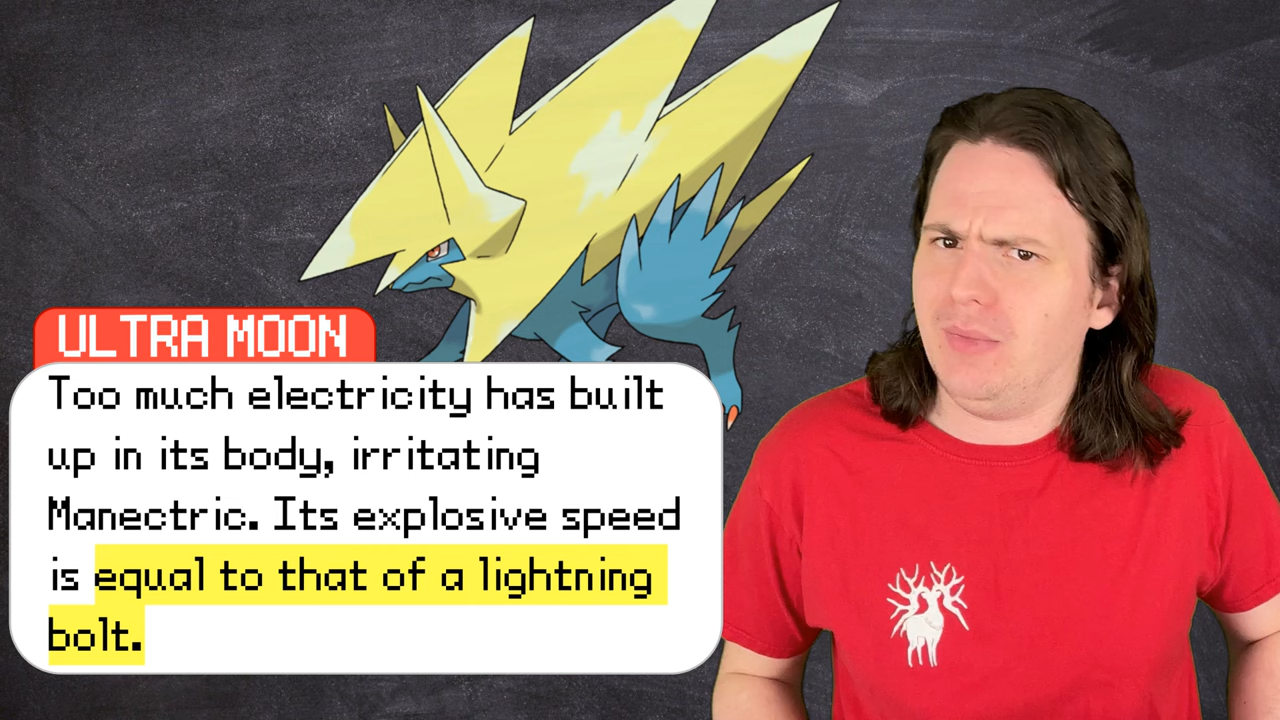 ULTRA MOON
Too much electricity has built
up in its body, irritating
Manectric. Its explosive speed
is equal to that of a lightning
bolt.